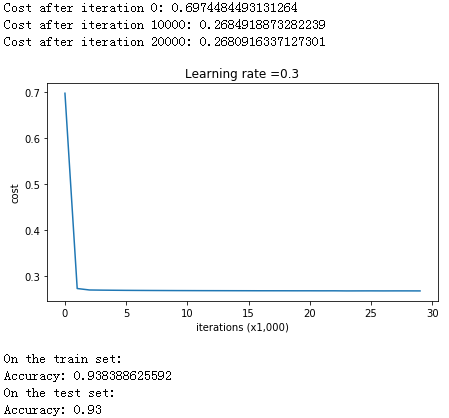 Cost after iteration 0: 0.6974484493131264
Cost after iteration 10000: 0.2684918873282239
Cost after iteration 20000: 0.2680916337127301
Learning rate =0.3
0.7
0.6
0.5
0.4
0.3
cost
0 5 10 15 20 25 30
iterations (x1,000)
On the train set:
Accuracy: 0.938388625592
On the test set:
Accuracy: 0.93